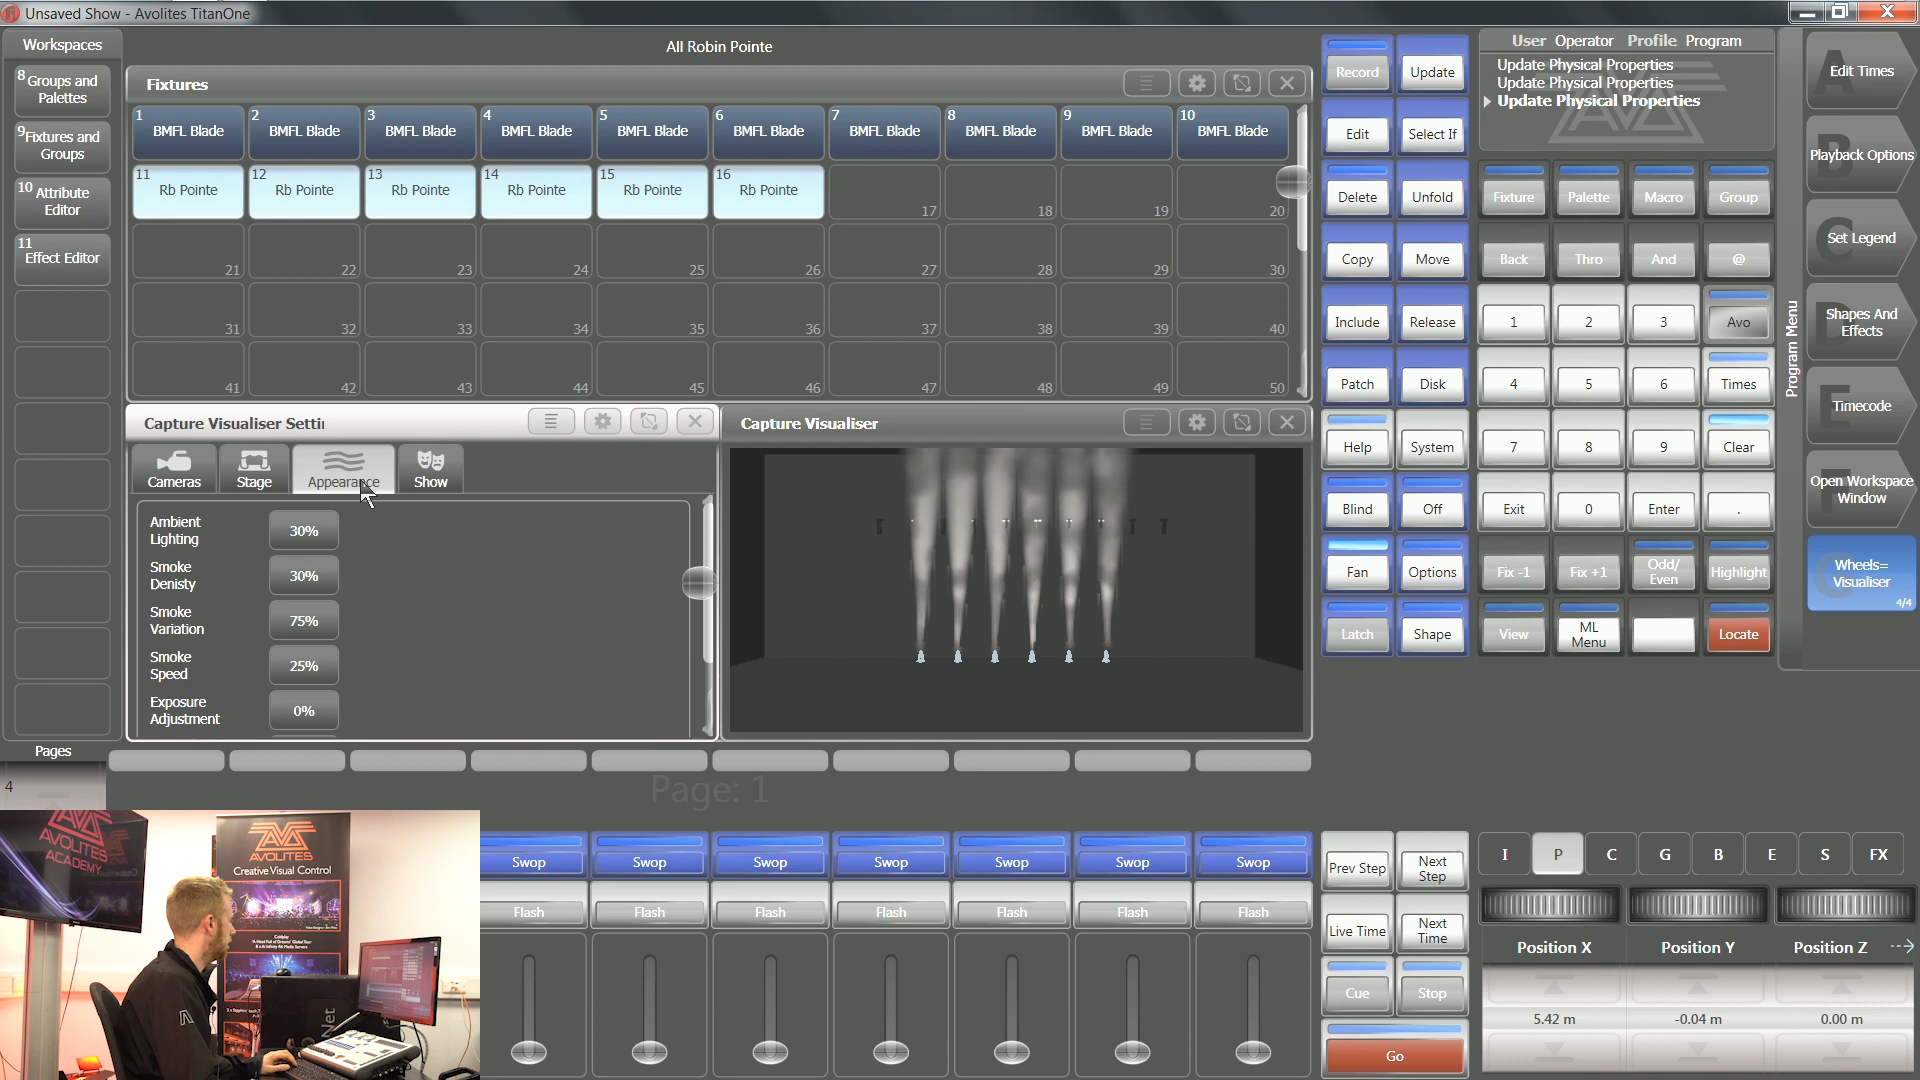 Unsaved Show - Avolites TitanOne
Workspaces
8 Groups and Palettes
9 Fixtures and Groups
10 Attribute Editor
11 Effect Editor
Pages
4
All Robin Pointe
Fixtures
1 BMFL Blade
2 BMFL Blade
3 BMFL Blade
4 BMFL Blade
5 BMFL Blade
6 BMFL Blade
7 BMFL Blade
8 BMFL Blade
9 BMFL Blade
10 BMFL Blade
11 Rb Pointe
12 Rb Pointe
13 Rb Pointe
14 Rb Pointe
15 Rb Pointe
16 Rb Pointe
17 18 19 20
21 22 23 24 25 26 27 28 29 30
31 32 33 34 35 36 37 38 39 40
41 42 43 44 45 46 47 48 49 50
Capture Visualiser Setti
Cameras Stage Appearance Show
Ambient Lighting 30%
Smoke Denisty 30%
Smoke Variation 75%
Smoke Speed 25%
Exposure Adjustment 0%
Capture Visualiser
Page: 1
Swop Swop Swop Swop Swop Swop Swop
Flash Flash Flash Flash Flash Flash Flash
AVOLITES
ACADEMY
AVOLITES
Creative Visual Control
Net
Record Update
Edit Select If
Delete Unfold
Copy Move
Include Release
Patch Disk
Help System
Blind Off
Fan Options
Latch Shape
Prev Step Next Step
Live Time Next Time
Cue Stop
Go
User Operator Profile Program
Update Physical Properties
Update Physical Properties
Update Physical Properties
Fixture Palette Macro Group
Back Thro And @
1 2 3 Avo
4 5 6 Times
7 8 9 Clear
Exit 0 Enter .
Fix -1 Fix +1 Odd/ Even Highlight
View ML Menu Locate
Program Menu
A Edit Times
B Playback Options
C Set Legend
D Shapes And Effects
E Timecode
F Open Workspace Window
G Wheels= Visualiser 4/4
I P C G B E S FX
Position X Position Y Position Z
5.42 m -0.04 m 0.00 m